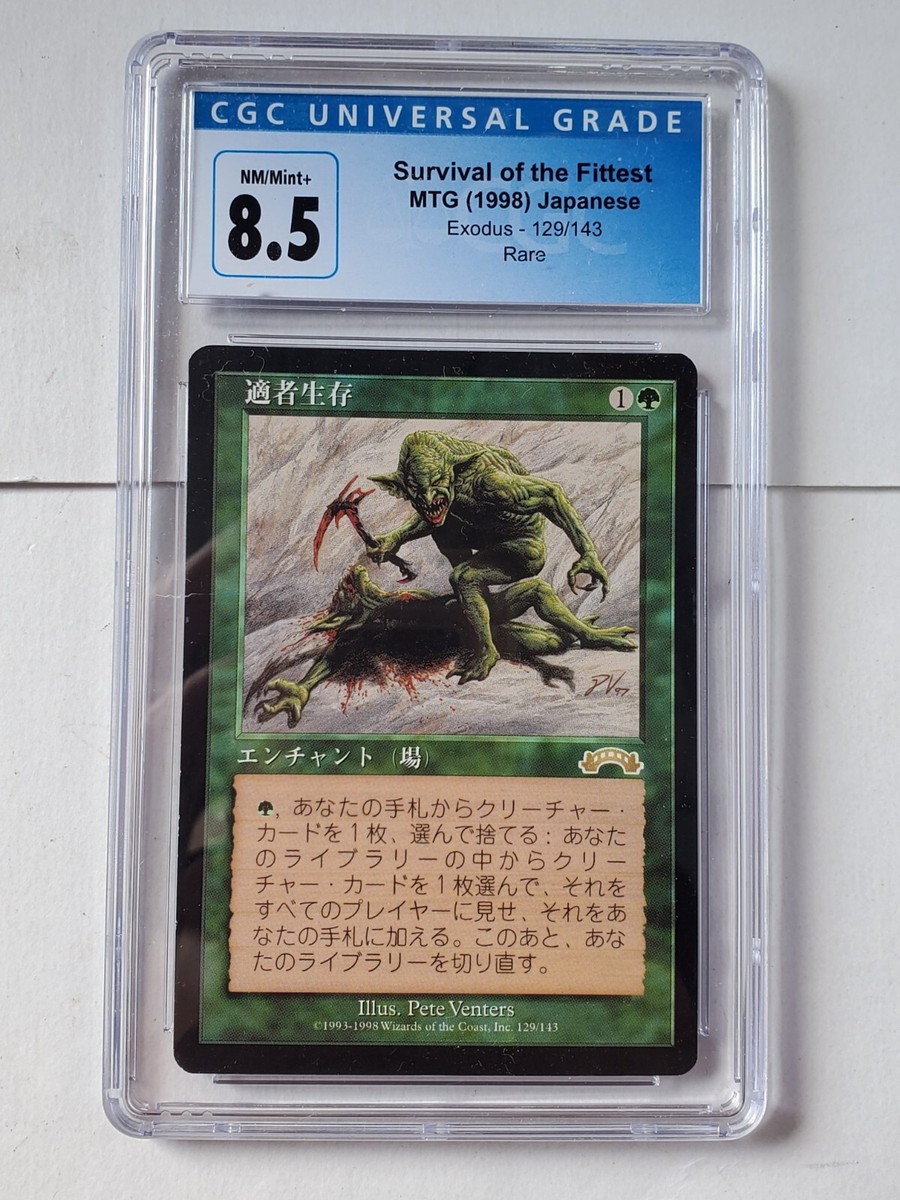 CGC UNIVERSAL GRADE
NM/Mint+
8.5
Survival of the Fittest
MTG (1998) Japanese
Exodus - 129/143
Rare
CGC
適者生存
1
PV97
エンチャント（場）
, あなたの手札からクリーチャー・
カードを1枚、選んで捨てる：あなた
のライブラリーの中からクリー
チャー・カードを1枚選んで、それを
すべてのプレイヤーに見せ、それをあ
なたの手札に加える。このあと、あな
たのライブラリーを切り直す。
Illus. Pete Venters
©1993-1998 Wizards of the Coast, Inc. 129/143